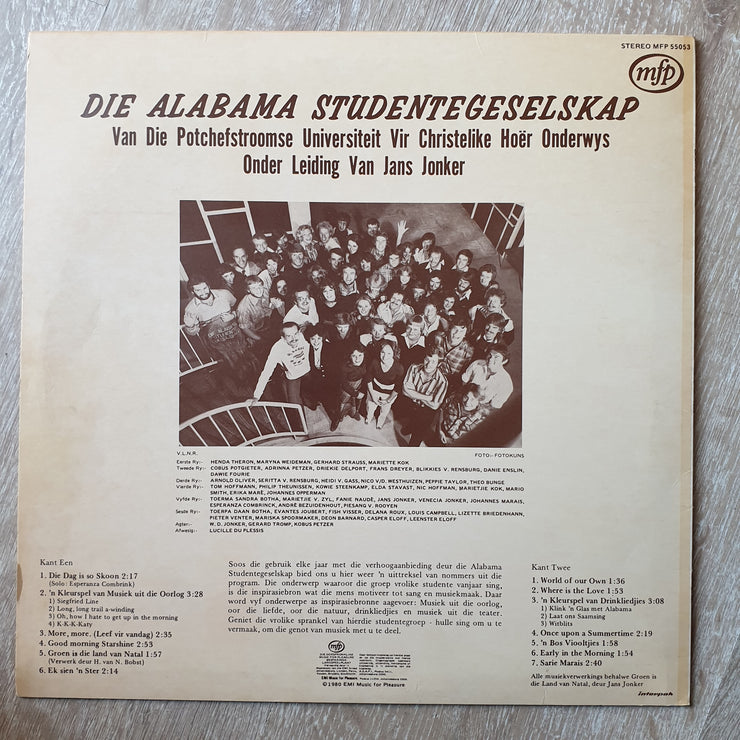 STEREO MFP 55053
mfp
DIE ALABAMA STUDENTEGESELSKAP
Van Die Potchefstroomse Universiteit Vir Christelike Hoër Onderwys
Onder Leiding Van Jans Jonker
V.L.N.R. FOTO:- FOTOKUNS
Eerste Ry:- HENDA THERON, MARYNA WEIDEMAN, GERHARD STRAUSS, MARIETTE KOK
Tweede Ry:- COBUS POTGIETER, ADRINNA PETZER, DRIEKIE DELPORT, FRANS DREYER, BLIKKIES V. RENSBURG, DANIE ENSLIN,
DAWIE FOURIE
Derde Ry:- ARNOLD OLIVER, SERITTA V. RENSBURG, HEIDI V. GASS, NICO V/D. WESTHUIZEN, PEPPIE TAYLOR, THEO BUNGE
Vierde Ry:- TOM HOFFMANN, PHILIP THEUNISSEN, KOWIE STEENKAMP, ELDA STAVAST, NIC HOFFMAN, MARIETJIE KOK, MARIO
SMITH, ERIKA MARÈ, JOHANNES OPPERMAN
Vyfde Ry:- TOERMA SANDRA BOTHA, MARIETJIE V. ZYL, FANIE NAUDÈ, JANS JONKER, VENECIA JONKER, JOHANNES MARAIS,
ESPERANZA COMBRINCK, ANDRÈ BEZUIDENHOUT, PIESANG V. RENSBURG
Sesde Ry:- TOERPA DAAN BOTHA, EVANTES JOUBERT, FISH VISSER, DELANA ROUX, LOUIS CAMPBELL, LIZETTE BRIEDENHANN,
PIETER VENTER, MARISKA SPOORMAKER, DEON BARNARD, CASPER ELOFF, LEENSTER ELOFF
Agter:- W. D. JONKER, GERARD TROMP, KOBUS PETZER
Afwesig:- LUCILLE DU PLESSIS
Kant Een
1. Die Dag is so Skoon 2:17
(Solo : Esperanza Combrink)
2. 'n Kleurspel van Musiek uit die Oorlog 3:28
1) Siegfried Line
2) Long, long trail a-winding
3) Oh, how I hate to get up in the morning
4) K-K-K-Katy
3. More, more. (Leef vir vandag) 2:35
4. Good morning Starshine 2:53
5. Groen is die land van Natal 1:57
(Verwerk deur H. van N. Bobst)
6. Ek sien 'n Ster 2:14
Soos die gebruik elke jaar met die verhoogaanbieding deur die Alabama
Studentegeselskap bied ons u hier weer 'n uittreksel van nommers uit die
program. Die onderwerp waaroor die groep vrolike studente vanjaar sing,
is die inspirasiebron wat die mens motiveer tot sang en musiekmaak. Daar
word vyf onderwerpe as inspirasiebronne aangevoer: Musiek uit die oorlog,
oor die liefde, oor die natuur, drinkliedjies en musiek uit die teater.
Geniet die vrolike sprankel van hierdie studentegroep - hulle sing om u te
vermaak, om die genot van musiek met u te deel.
EMI Music for Pleasure
© 1980 EMI Music for Pleasure
Kant Twee
1. World of our Own 1:36
2. Where is the Love 1:53
3. 'n Kleurspel van Drinkliedjies 3:08
1) Klink 'n Glas met Alabama
2) Laat ons Saamsing
3) Witblits
4. Once upon a Summertime 2:19
5. 'n Bos Viooltjies 1:58
6. Early in the Morning 1:54
7. Sarie Marais 2:40
Alle musiekverwerkings behalwe Groen is
die Land van Natal, deur Jans Jonker
interpak